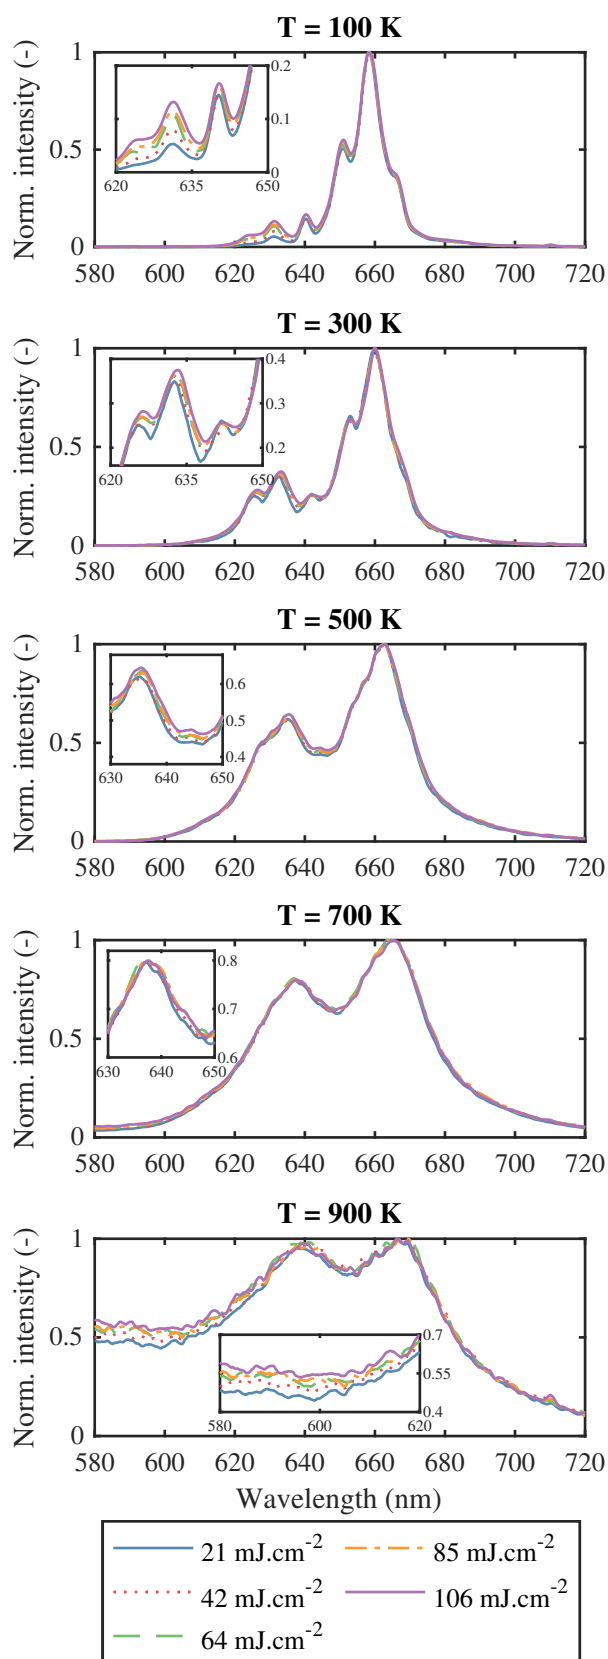 T = 100 K
Norm. intensity (-)
1
0.5
0
580 600 620 640 660 680 700 720
0.2
0.1
0
620 635 650
T = 300 K
Norm. intensity (-)
1
0.5
0
580 600 620 640 660 680 700 720
0.4
0.3
0.2
620 635 650
T = 500 K
Norm. intensity (-)
1
0.5
0
580 600 620 640 660 680 700 720
0.6
0.5
0.4
630 640 650
T = 700 K
Norm. intensity (-)
1
0.5
0
580 600 620 640 660 680 700 720
0.8
0.7
0.6
630 640 650
T = 900 K
Norm. intensity (-)
1
0.5
0
580 600 620 640 660 680 700 720
0.7
0.55
0.4
580 600 620
Wavelength (nm)
21 mJ.cm-2 85 mJ.cm-2
42 mJ.cm-2 106 mJ.cm-2
64 mJ.cm-2